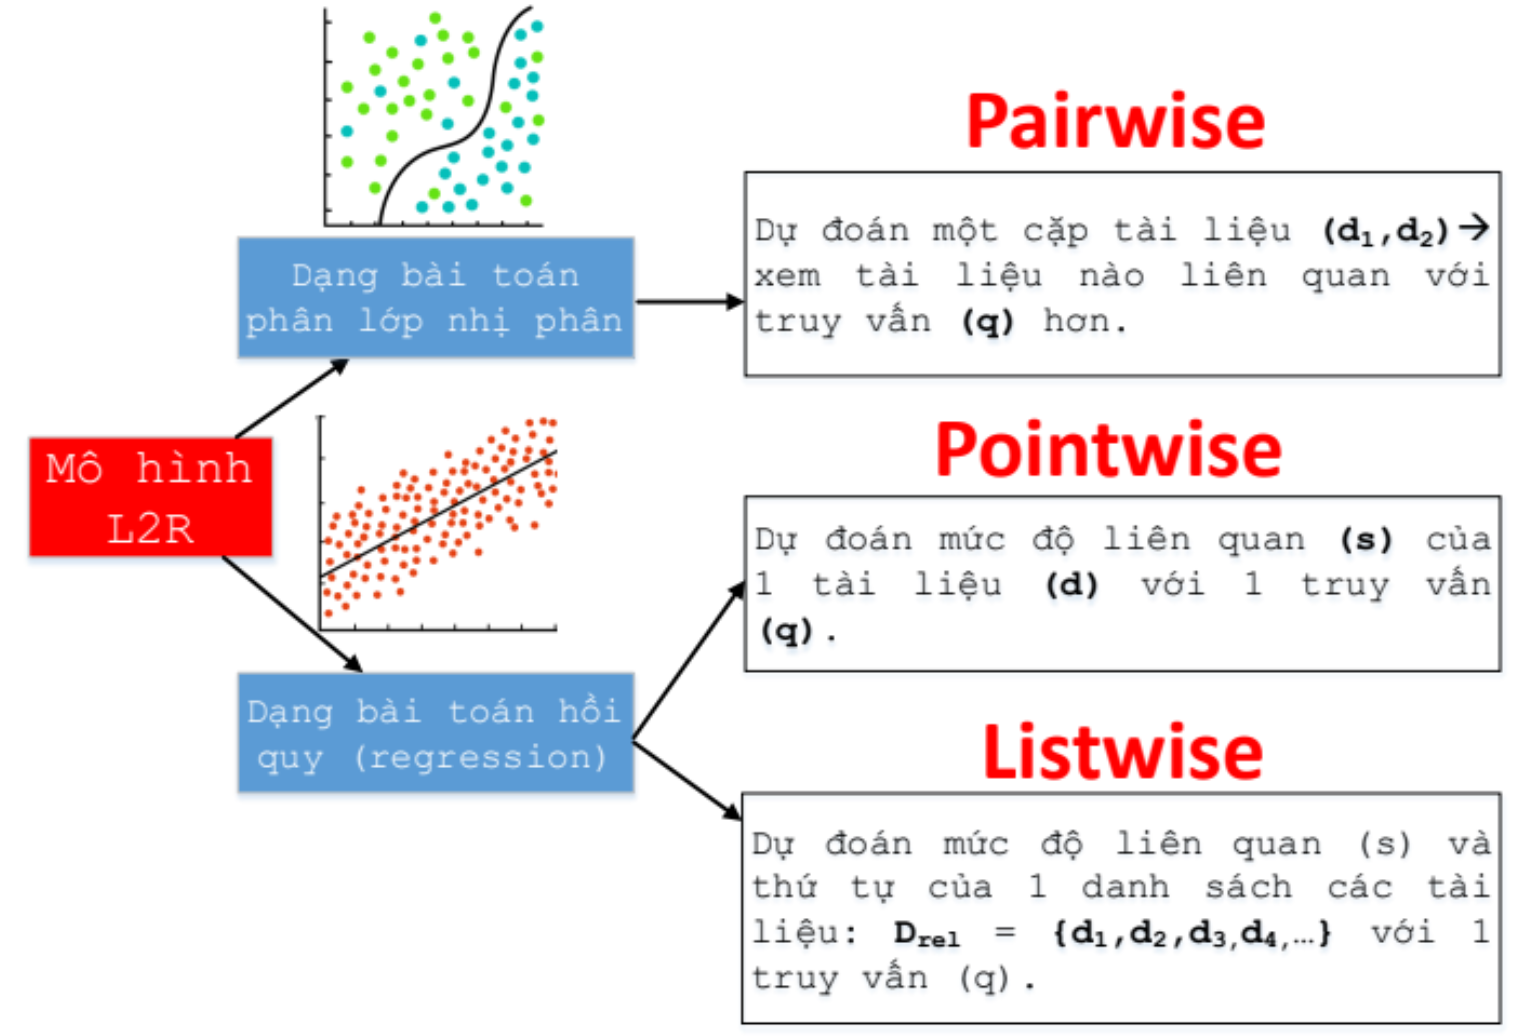 Mô hình
L2R
Dạng bài toán
phân lớp nhị phân
Pairwise
Dự đoán một cặp tài liệu (d₁,d₂)→
xem tài liệu nào liên quan với
truy vấn (q) hơn.
Dạng bài toán hồi
quy (regression)
Pointwise
Dự đoán mức độ liên quan (s) của
1 tài liệu (d) với 1 truy vấn
(q).
Listwise
Dự đoán mức độ liên quan (s) và
thứ tự của 1 danh sách các tài
liệu: Dᵣₑₗ = {d₁,d₂,d₃,d₄,…} với 1
truy vấn (q).